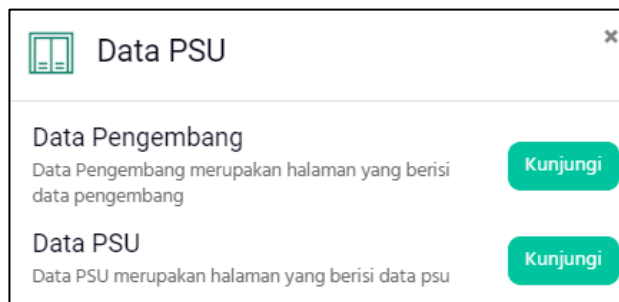 Data PSU
×
Data Pengembang
Data Pengembang merupakan halaman yang berisi
data pengembang
Kunjungi
Data PSU
Data PSU merupakan halaman yang berisi data psu
Kunjungi